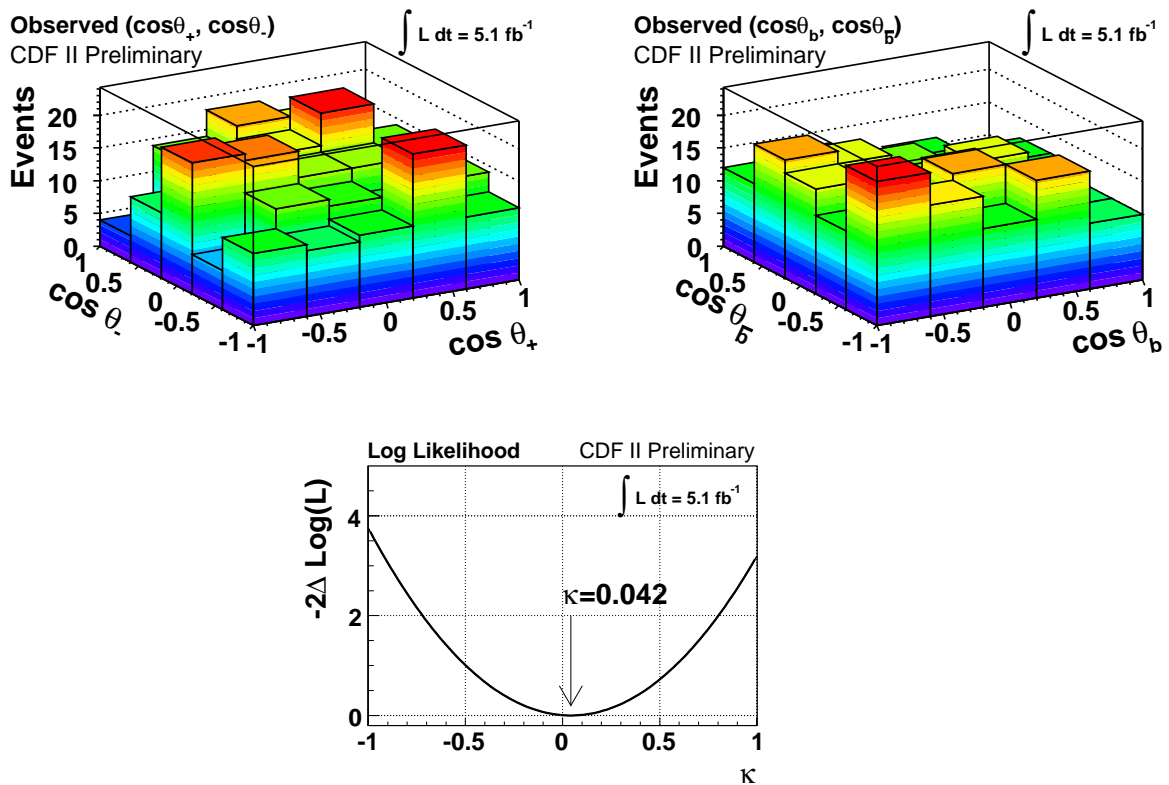 Observed (cosθ₊, cosθ₋)
CDF II Preliminary
∫ L dt = 5.1 fb⁻¹
Events
20
15
10
5
0
1
0.5
0
-0.5
-1
cos θ₋
-1
-0.5
0
0.5
1
cos θ₊
Observed (cosθ_b, cosθ_b̅)
CDF II Preliminary
∫ L dt = 5.1 fb⁻¹
Events
20
15
10
5
0
1
0.5
0
-0.5
-1
cos θ_b̅
-1
-0.5
0
0.5
1
cos θ_b
Log Likelihood
CDF II Preliminary
∫ L dt = 5.1 fb⁻¹
-2Δ Log(L)
4
2
0
κ=0.042
-1
-0.5
0
0.5
1
κ